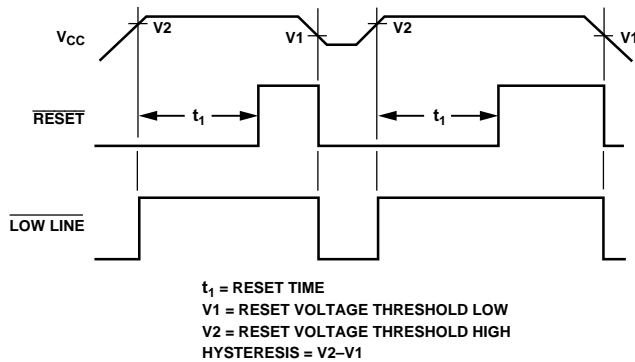 VCC
V2
V1
V2
V1
RESET
t1
t1
LOW LINE
t1 = RESET TIME
V1 = RESET VOLTAGE THRESHOLD LOW
V2 = RESET VOLTAGE THRESHOLD HIGH
HYSTERESIS = V2–V1